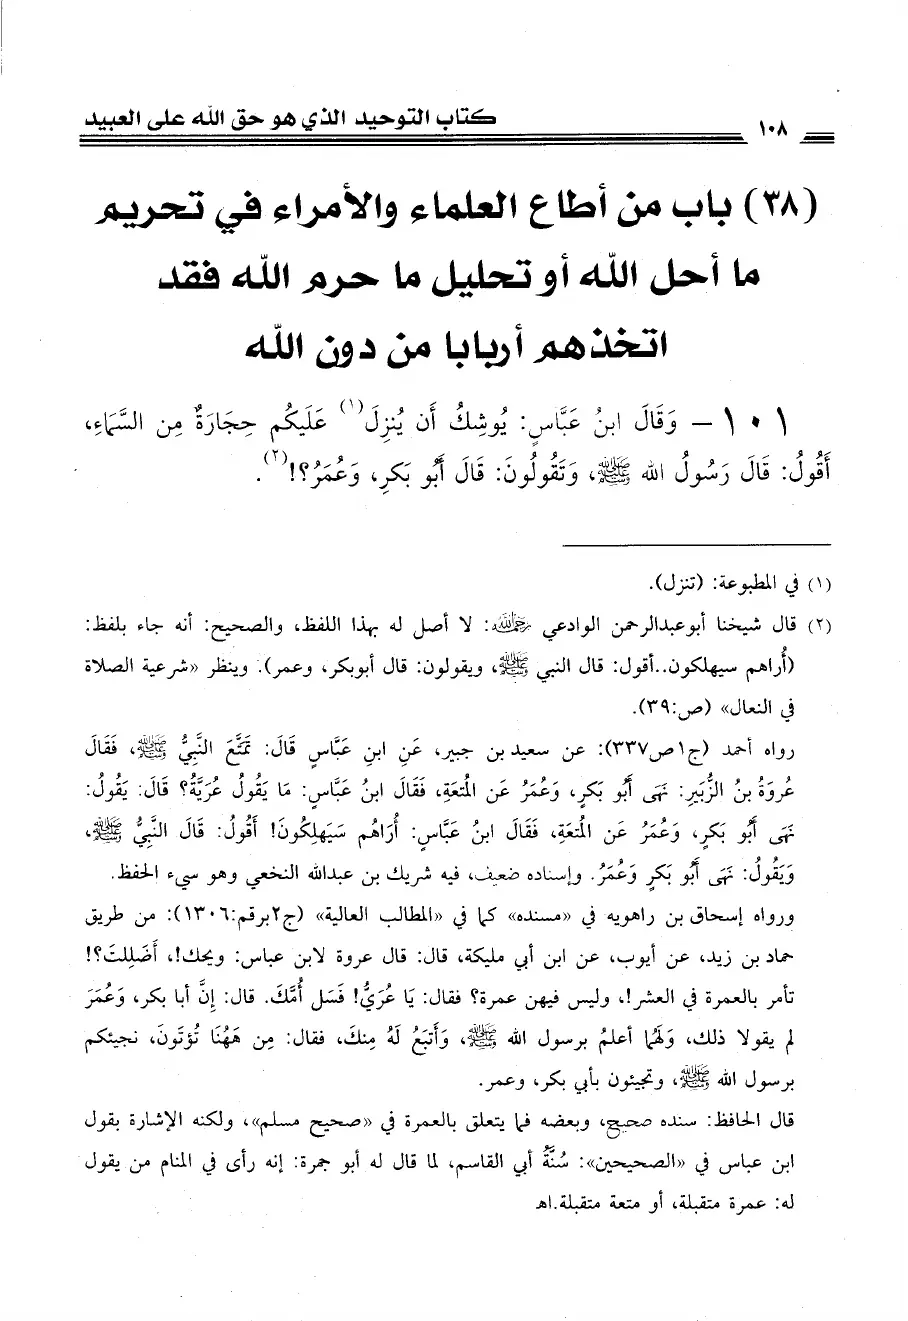 كتاب التوحيد الذي هو حق الله على العبيد
١٠٨
(٣٨) باب من أطاع العلماء والأمراء في تحريم
ما أحل الله أو تحليل ما حرم الله فقد
اتخذهم أربابا من دون الله
١٠١ – وَقَالَ ابنُ عَبَّاسٍ: يُوشِكُ أَن يُنزِلَ(١) عَلَيكُم حِجَارَةٌ مِن السَّمَاءِ،
أَقُولُ: قَالَ رَسُولُ الله ﷺ، وَتَقُولُونَ: قَالَ أَبُو بَكرٍ، وَعُمَرُ؟!(٢).
(١) في المطبوعة: (تنزل).
(٢) قال شيخنا أبوعبدالرحمن الوادعي رحمه الله: لا أصل له بهذا اللفظ، والصحيح: أنه جاء بلفظ:
(أُراهم سيهلكون..أقول: قال النبي ﷺ، ويقولون: قال أبوبكر، وعمر). وينظر «شرعية الصلاة
في النعال» (ص:٣٩).
رواه أحمد (ج١ص٣٣٧): عن سعيد بن جبير، عَنِ ابنِ عَبَّاسٍ قَالَ: تَمَتَّعَ النَّبِيُّ ﷺ، فَقَالَ
عُروَةُ بنُ الزُّبَيرِ: نَهَى أَبُو بَكرٍ، وَعُمَرُ عَنِ المُتعَةِ، فَقَالَ ابنُ عَبَّاسٍ: مَا يَقُولُ عُرَيَّةُ؟ قَالَ: يَقُولُ:
نَهَى أَبُو بَكرٍ، وَعُمَرُ عَنِ المُتعَةِ، فَقَالَ ابنُ عَبَّاسٍ: أُرَاهُم سَيَهلِكُونَ! أَقُولُ: قَالَ النَّبِيُّ ﷺ،
وَيَقُولُ: نَهَى أَبُو بَكرٍ وَعُمَرُ. وإسناده ضعيف، فيه شريك بن عبدالله النخعي وهو سيء الحفظ.
ورواه إسحاق بن راهويه في «مسنده» كما في «المطالب العالية» (ج٢برقم:١٣٠٦): من طريق
حماد بن زيد، عن أيوب، عن ابن أبي مليكة، قال: قال عروة لابن عباس: ويحك!، أَضَلَلتَ؟!
تأمر بالعمرة في العشر!، وليس فيهن عمرة؟ فقال: يَا عُرَيُّ! فَسَل أُمَّكَ. قال: إِنَّ أبا بكر، وَعُمَرَ
لم يقولا ذلك، وَلَهُمَا أعلمُ برسول الله ﷺ، وَأَتبَعُ لَهُ مِنكَ، فقال: مِن هَهُنَا تُؤتَونَ، نجيئكم
برسول الله ﷺ، وتجيئون بأبي بكر، وعمر.
قال الحافظ: سنده صحيح، وبعضه فيما يتعلق بالعمرة في «صحيح مسلم»، ولكنه الإشارة بقول
ابن عباس في «الصحيحين»: سُنَّةُ أبي القاسم، لما قال له أبو جمرة: إنه رأى في المنام من يقول
له: عمرة متقبلة، أو متعة متقبلة.اهـ